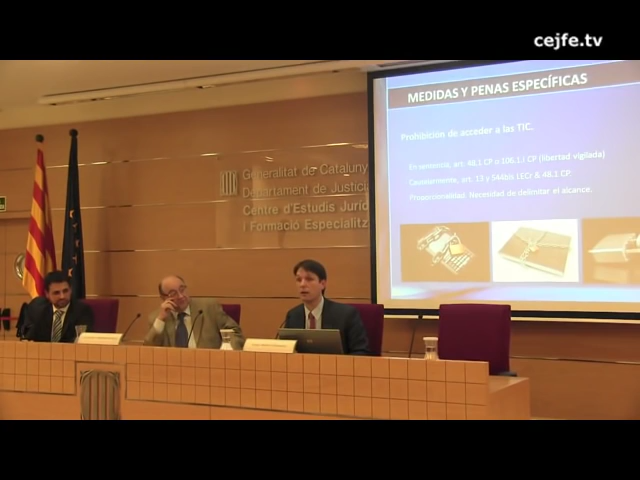 cejfe.tv
MEDIDAS Y PENAS ESPECÍFICAS
Prohibición de acceder a las TIC.
En sentencia, art. 48.1 CP o 106.1.j CP (libertad vigilada)
Cautelarmente, art. 13 y 544bis LECr & 48.1 CP.
Proporcionalidad. Necesidad de delimitar el alcance.
Generalitat de Catalunya
Departament de Justícia
Centre d'Estudis Juríd
i Formació Especialitz